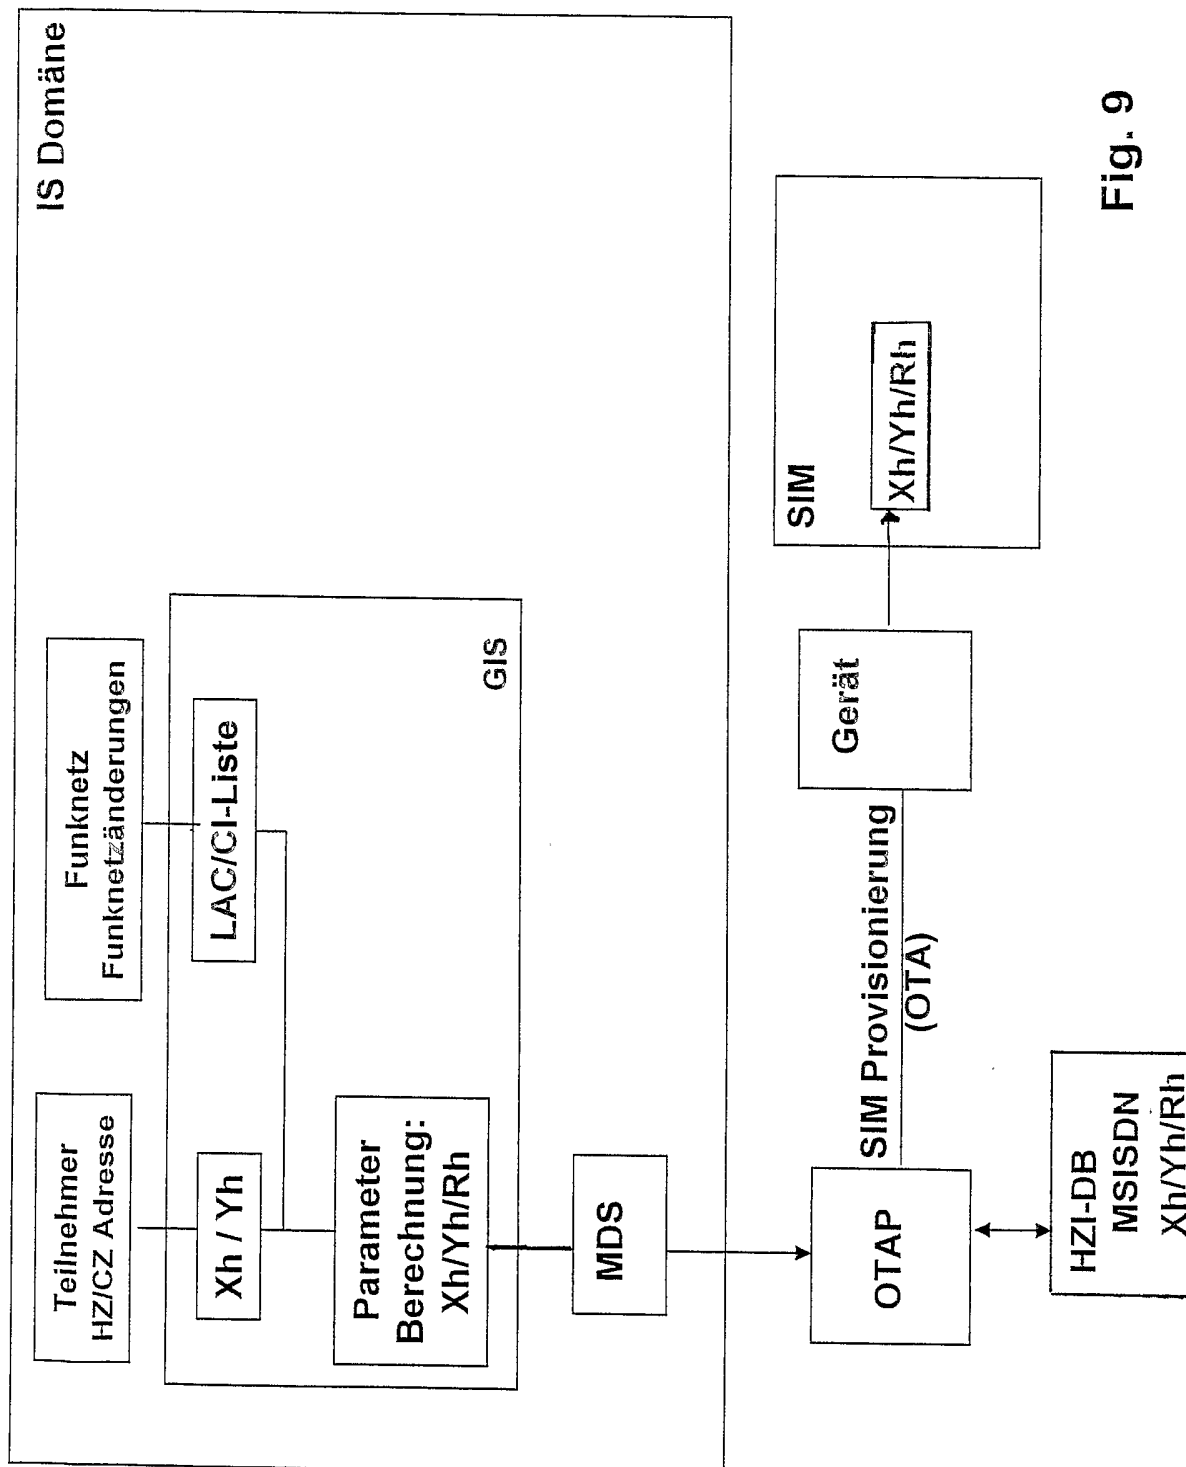 IS Domäne
Teilnehmer
HZ/CZ Adresse
Funknetz
Funknetzänderungen
Xh / Yh
LAC/CI-Liste
Parameter
Berechnung:
Xh/Yh/Rh
GIS
MDS
OTAP
SIM Provisionierung
(OTA)
Gerät
SIM
Xh/Yh/Rh
HZI-DB
MSISDN
Xh/Yh/Rh
Fig. 9